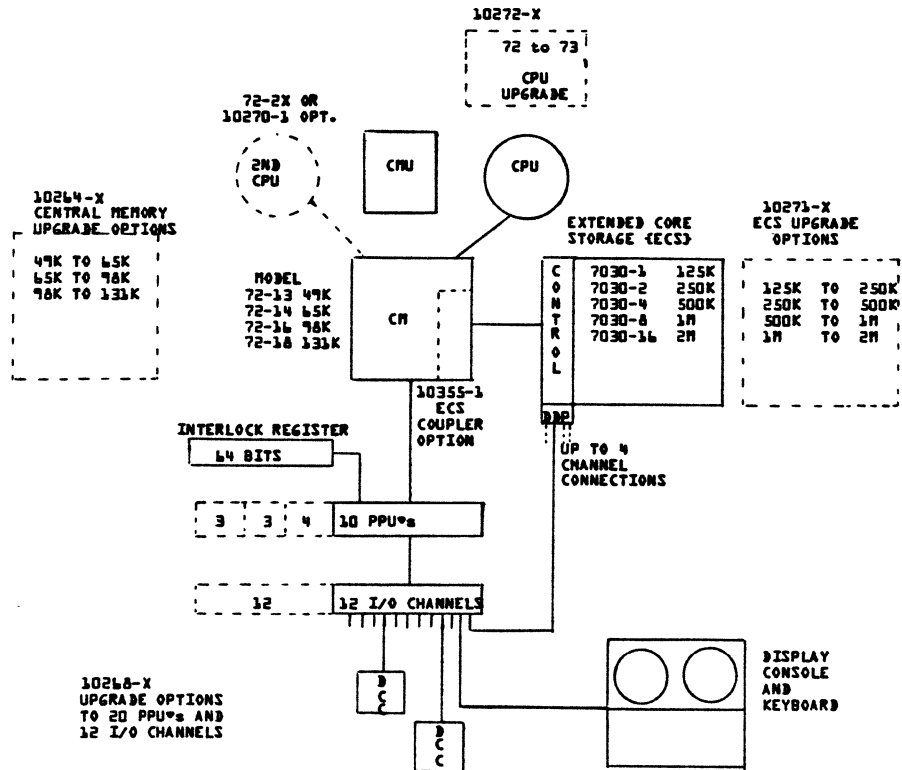 10272-X
72 to 73
CPU
UPGRADE
72-2X OR
10270-1 OPT.
2ND
CPU
CMU
CPU
10264-X
CENTRAL MEMORY
UPGRADE OPTIONS
49K TO 65K
65K TO 98K
98K TO 131K
MODEL
72-13 49K
72-14 65K
72-16 98K
72-18 131K
CM
10355-1
ECS
COUPLER
OPTION
EXTENDED CORE
STORAGE {ECS}
C
O
N
T
R
O
L
7030-1 125K
7030-2 250K
7030-4 500K
7030-8 1M
7030-16 2M
DDP
UP TO 4
CHANNEL
CONNECTIONS
10271-X
ECS UPGRADE
OPTIONS
125K TO 250K
250K TO 500K
500K TO 1M
1M TO 2M
INTERLOCK REGISTER
64 BITS
3 3 4 10 PPU♥s
12 12 I/O CHANNELS
D
C
C
D
C
C
10268-X
UPGRADE OPTIONS
TO 20 PPU♥s AND
12 I/O CHANNELS
DISPLAY
CONSOLE
AND
KEYBOARD